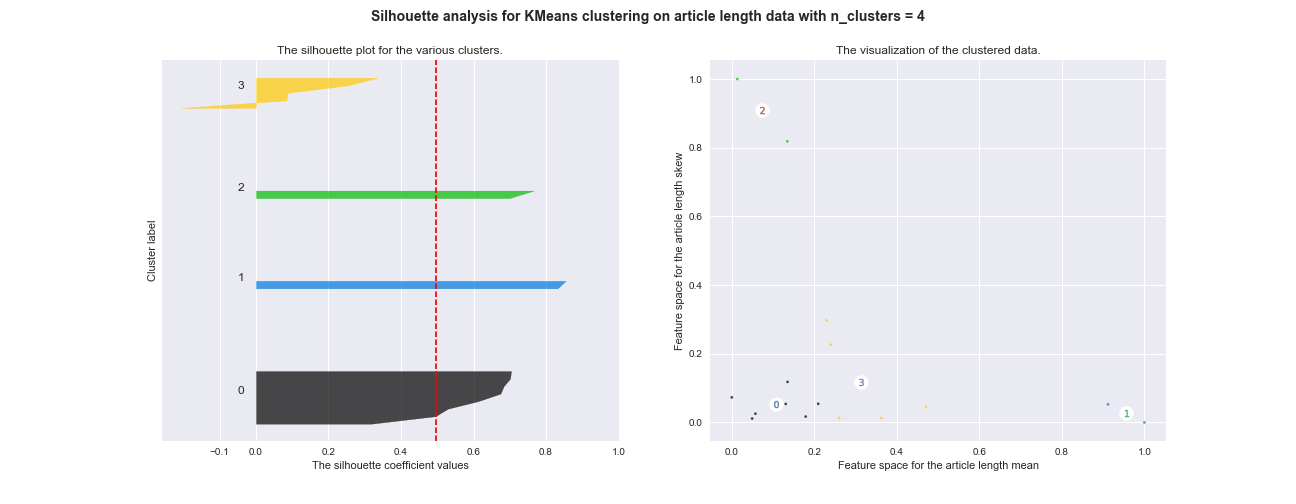 Silhouette analysis for KMeans clustering on article length data with n_clusters = 4
The silhouette plot for the various clusters.
3
2
1
0
Cluster label
−0.1 0.0 0.2 0.4 0.6 0.8 1.0
The silhouette coefficient values
The visualization of the clustered data.
1.0
0.8
0.6
0.4
0.2
0.0
Feature space for the article length skew
2
3
0
1
0.0 0.2 0.4 0.6 0.8 1.0
Feature space for the article length mean